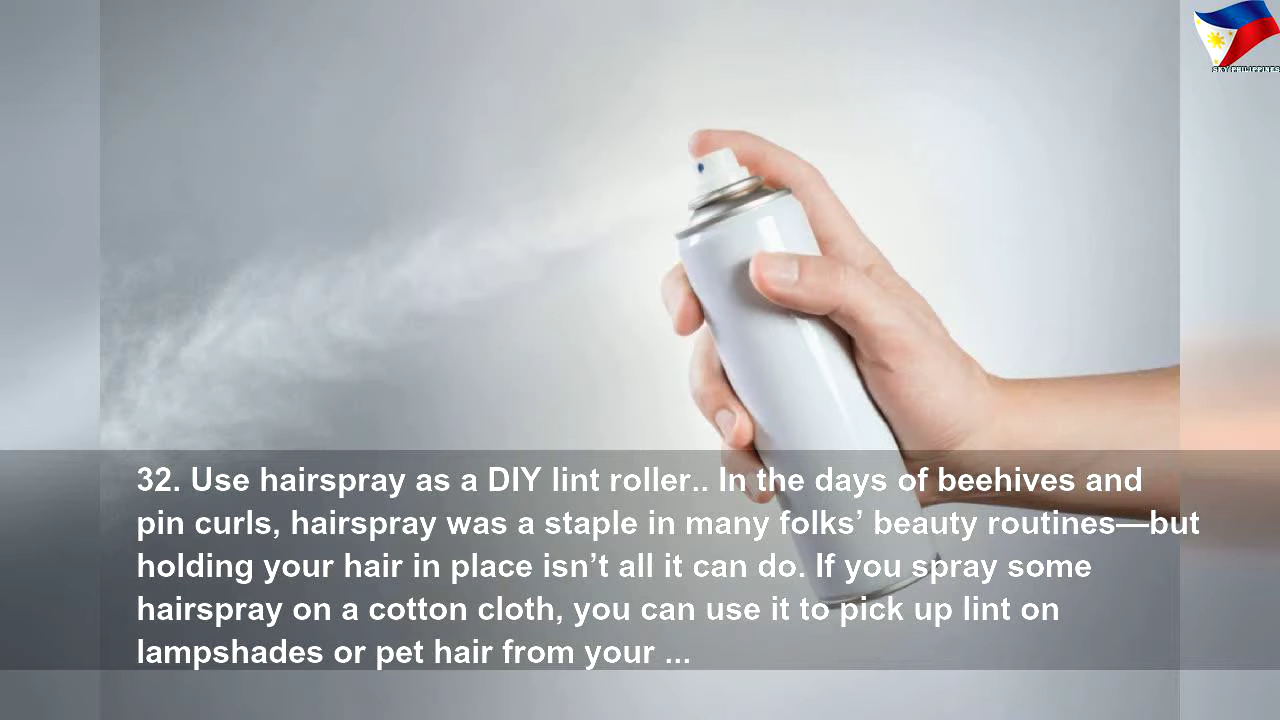 SKY PHILIPPINES
32. Use hairspray as a DIY lint roller.. In the days of beehives and
pin curls, hairspray was a staple in many folks’ beauty routines—but
holding your hair in place isn’t all it can do. If you spray some
hairspray on a cotton cloth, you can use it to pick up lint on
lampshades or pet hair from your ...